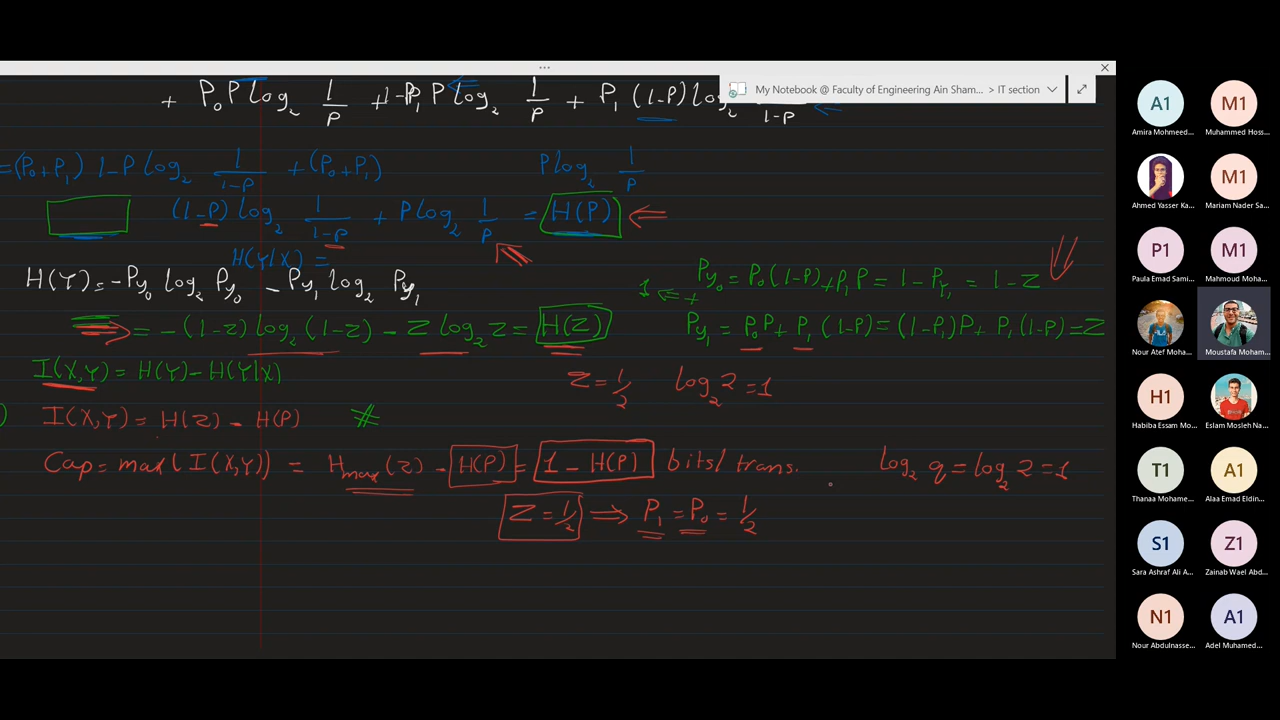 My Notebook @ Faculty of Engineering Ain Sham... > IT section
+ P₀ P log₂ 1/P + 1-P₁ P log₂ 1/P + P₁ (1-P) log₂ 1/1-P
=(P₀+P₁) 1-P log₂ 1/1-P + (P₀+P₁) P log₂ 1/P
(1-P) log₂ 1/1-P + P log₂ 1/P = H(P)
H(Y|X) =
H(Y)= -Py₀ log₂ Py₀ - Py₁ log₂ Py₁
Py₀ = P₀(1-P)+P₁P = 1-PY₁ = 1-Z
1 ← +
= -(1-Z) log₂(1-Z) - Z log₂ Z = H(Z)
Py₁ = P₀P + P₁(1-P) = (1-P₁)P + P₁(1-P) = Z
I(X,Y) = H(Y) - H(Y|X)
Z = 1/2 log₂ 2 = 1
I(X,Y) = H(Z) - H(P) #
Cap = max(I(X,Y)) = Hmax(Z) - H(P) = 1 - H(P) bits/trans. log₂ q = log₂ 2 = 1
Z = 1/2 ⇒ P₁ = P₀ = 1/2
A1
M1
Amira Mohmeed...
Muhammed Hoss...
M1
Ahmed Yasser Ka...
Mariam Nader Sa...
P1
M1
Paula Emad Sami...
Mahmoud Moha...
Nour Atef Moha...
Moustafa Moham...
H1
Habiba Essam Mo...
Eslam Mosleh Na...
T1
A1
Thanaa Mohame...
Alaa Emad Eldin...
S1
Z1
Sara Ashraf Ali A...
Zainab Wael Abd...
N1
A1
Nour Abdulnasse...
Adel Muhamed...